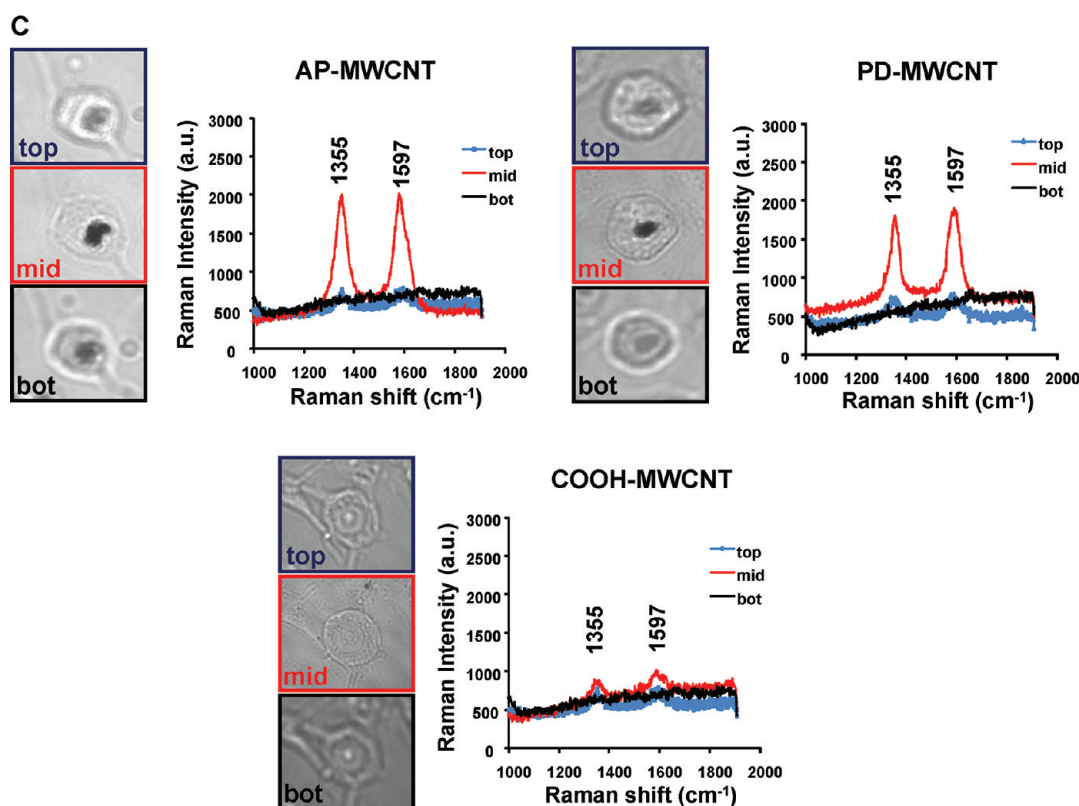 C
AP-MWCNT
top
mid
bot
3000
2500
2000
1500
1000
500
0
Raman Intensity (a.u.)
1355
1597
top
mid
bot
1000 1200 1400 1600 1800 2000
Raman shift (cm-1)
PD-MWCNT
top
mid
bot
3000
2500
2000
1500
1000
500
0
Raman Intensity (a.u.)
1355
1597
top
mid
bot
1000 1200 1400 1600 1800 2000
Raman shift (cm-1)
COOH-MWCNT
top
mid
bot
3000
2500
2000
1500
1000
500
0
Raman Intensity (a.u.)
1355
1597
top
mid
bot
1000 1200 1400 1600 1800 2000
Raman shift (cm-1)